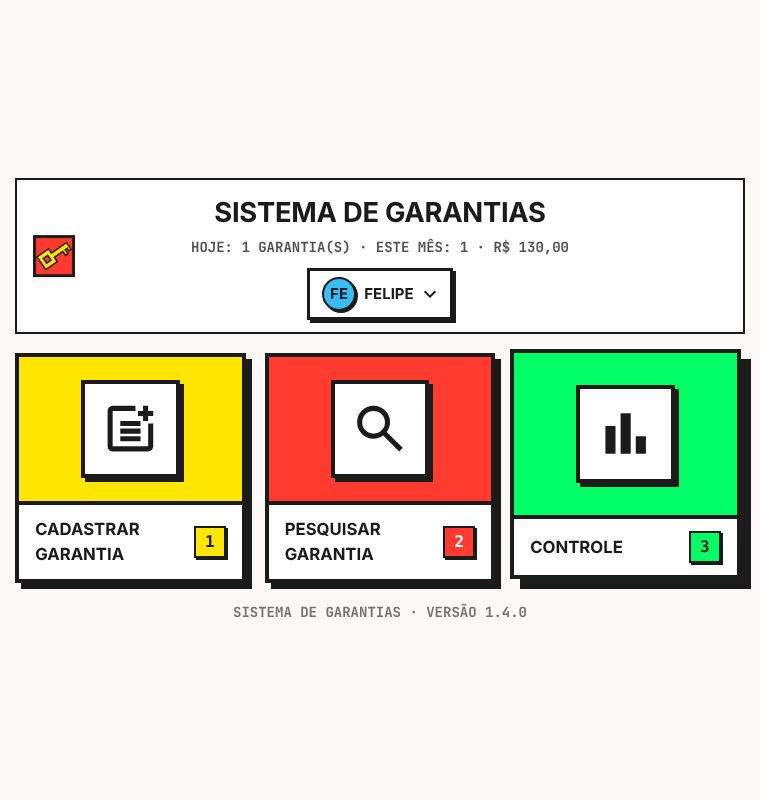 SISTEMA DE GARANTIAS
HOJE: 1 GARANTIA(S) · ESTE MÊS: 1 · R$ 130,00
FE FELIPE
CADASTRAR
GARANTIA
1
PESQUISAR
GARANTIA
2
CONTROLE
3
SISTEMA DE GARANTIAS · VERSÃO 1.4.0